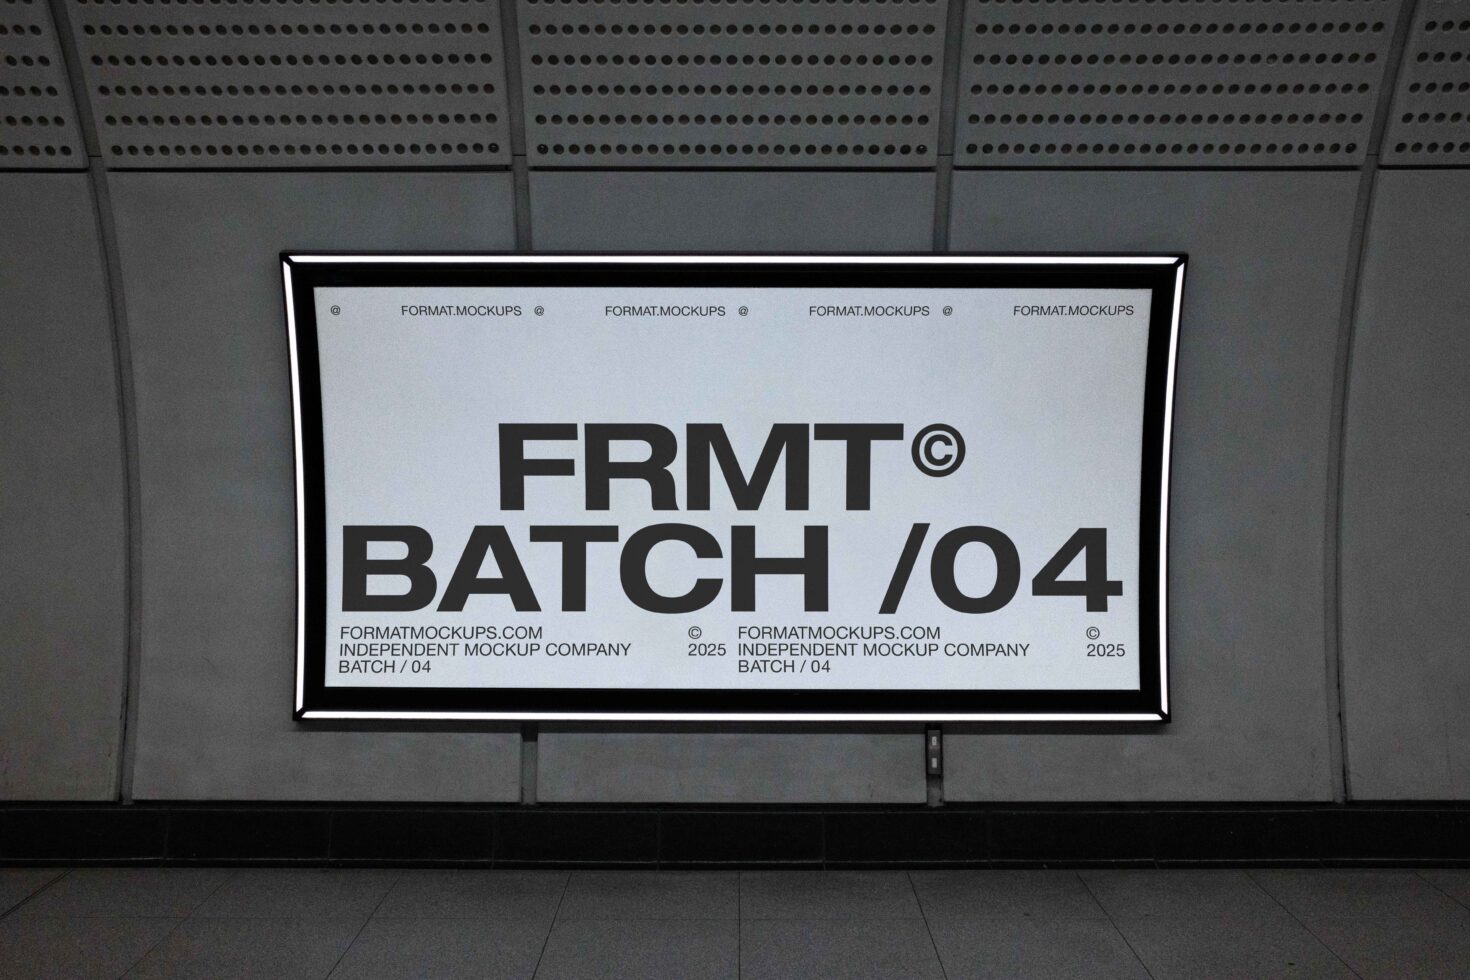 @ FORMAT.MOCKUPS @ FORMAT.MOCKUPS @ FORMAT.MOCKUPS @ FORMAT.MOCKUPS
FRMT©
BATCH /04
FORMATMOCKUPS.COM © FORMATMOCKUPS.COM ©
INDEPENDENT MOCKUP COMPANY 2025 INDEPENDENT MOCKUP COMPANY 2025
BATCH / 04 BATCH / 04